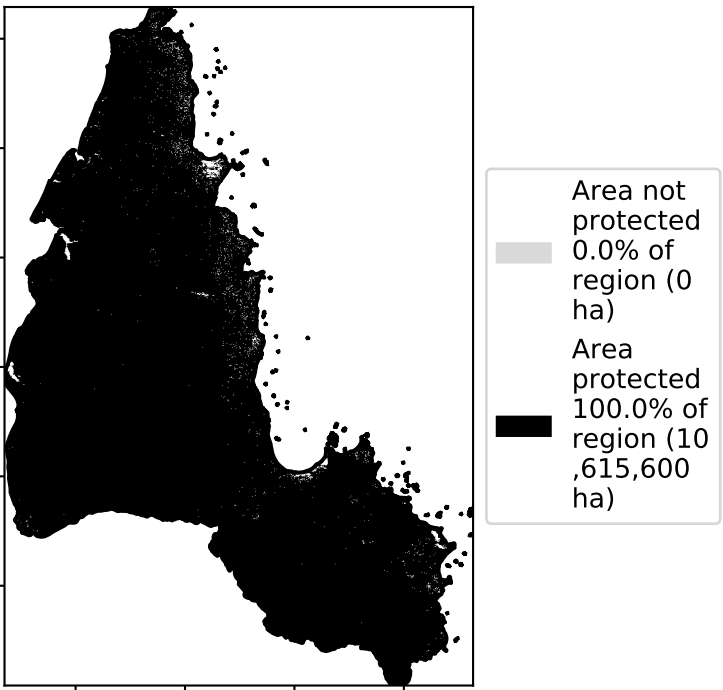 Area not
protected
0.0% of
region (0
ha)
Area
protected
100.0% of
region (10
,615,600
ha)